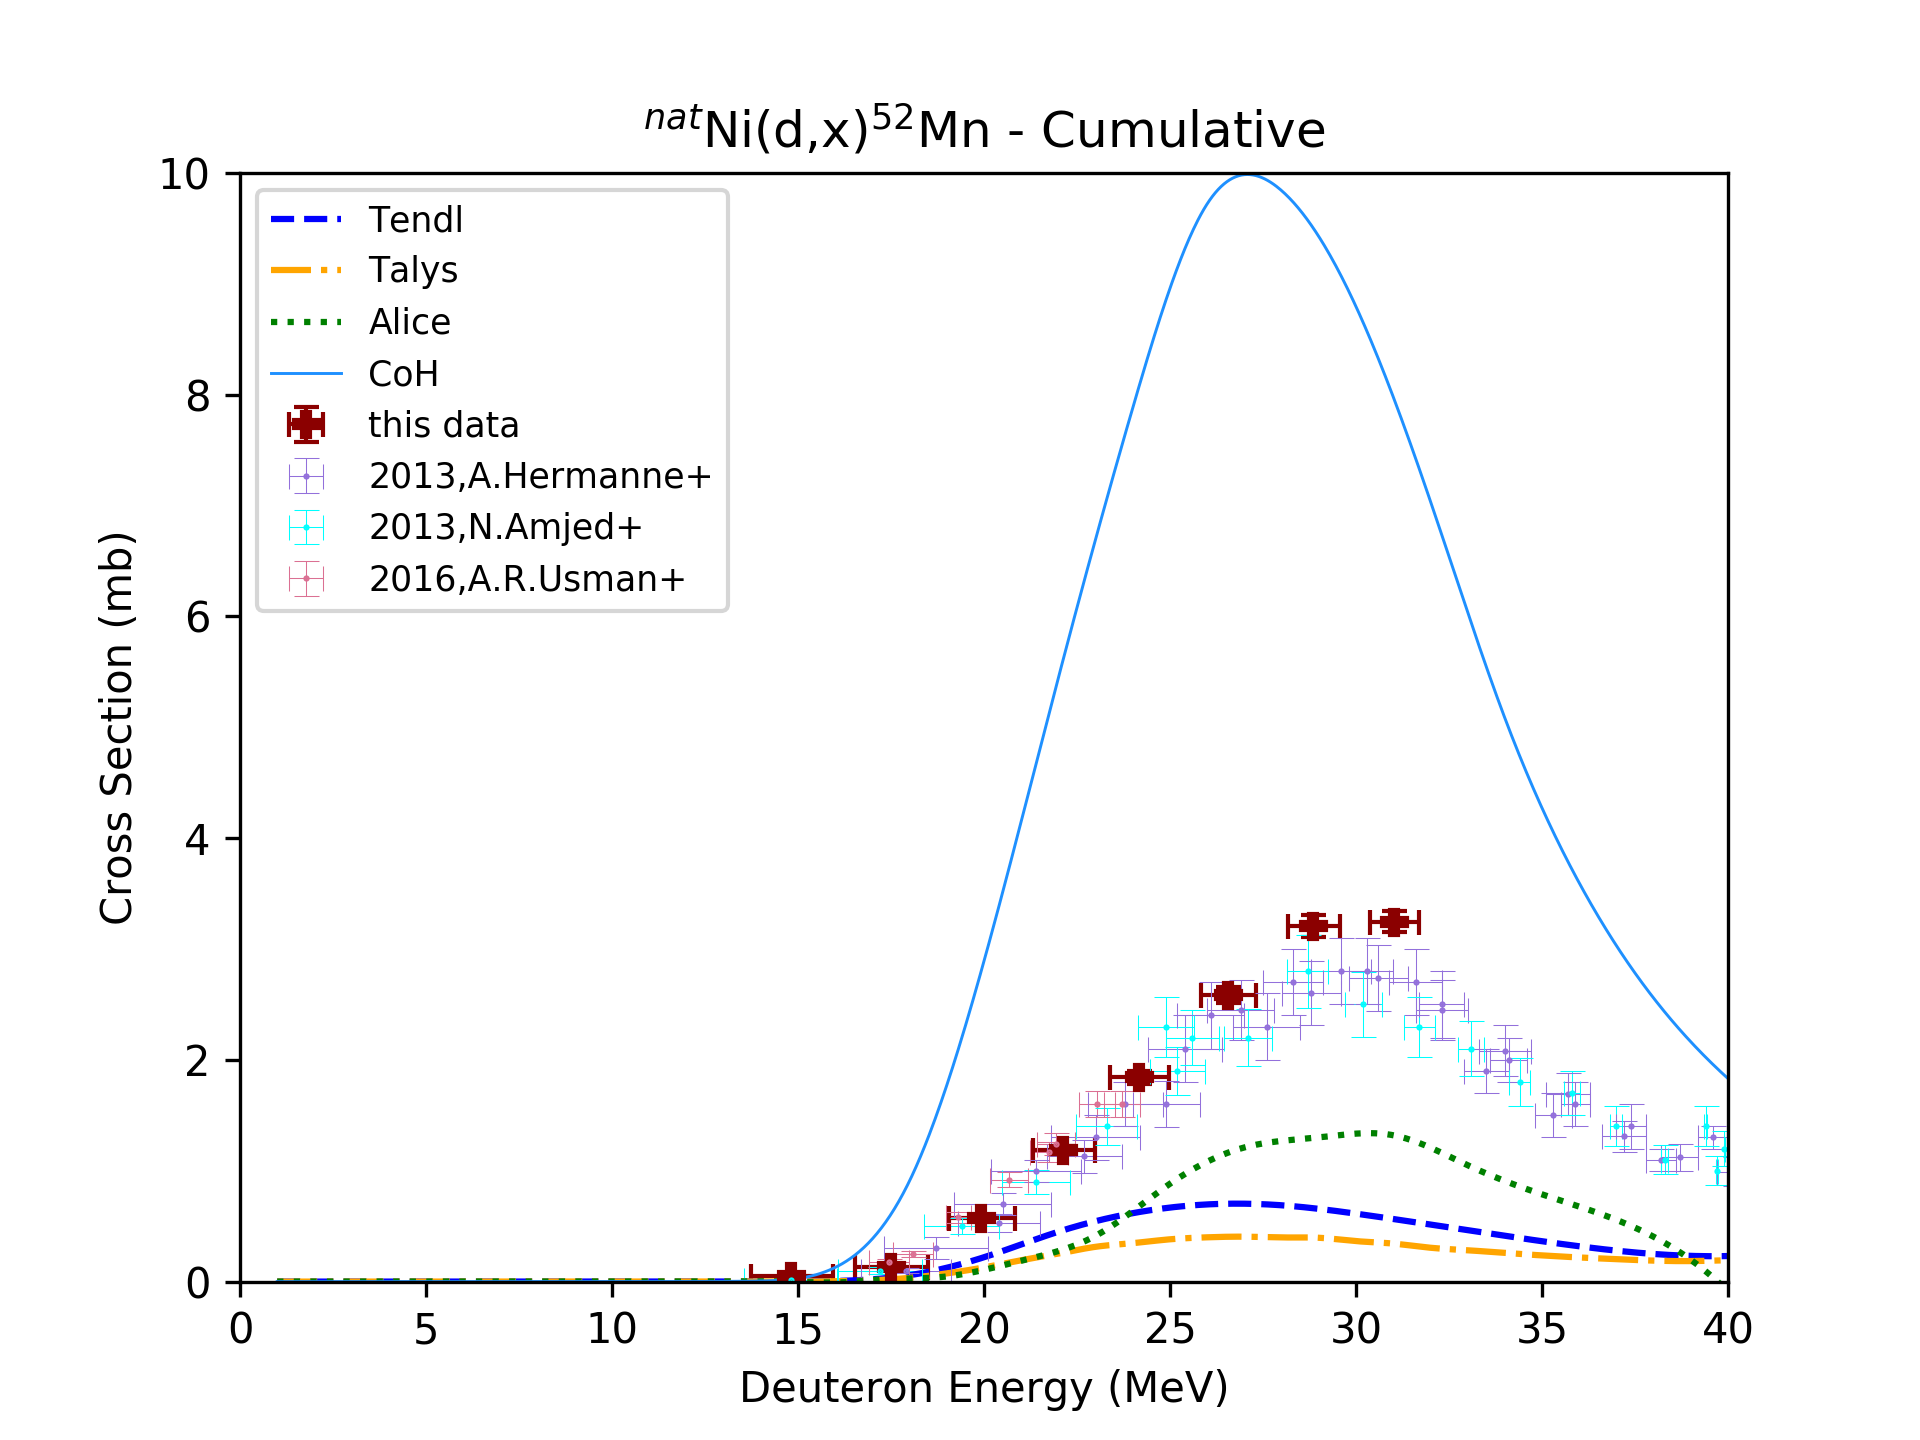 natNi(d,x)52Mn - Cumulative
10
8
6
4
2
0
Cross Section (mb)
Tendl
Talys
Alice
CoH
this data
2013,A.Hermanne+
2013,N.Amjed+
2016,A.R.Usman+
0 5 10 15 20 25 30 35 40
Deuteron Energy (MeV)